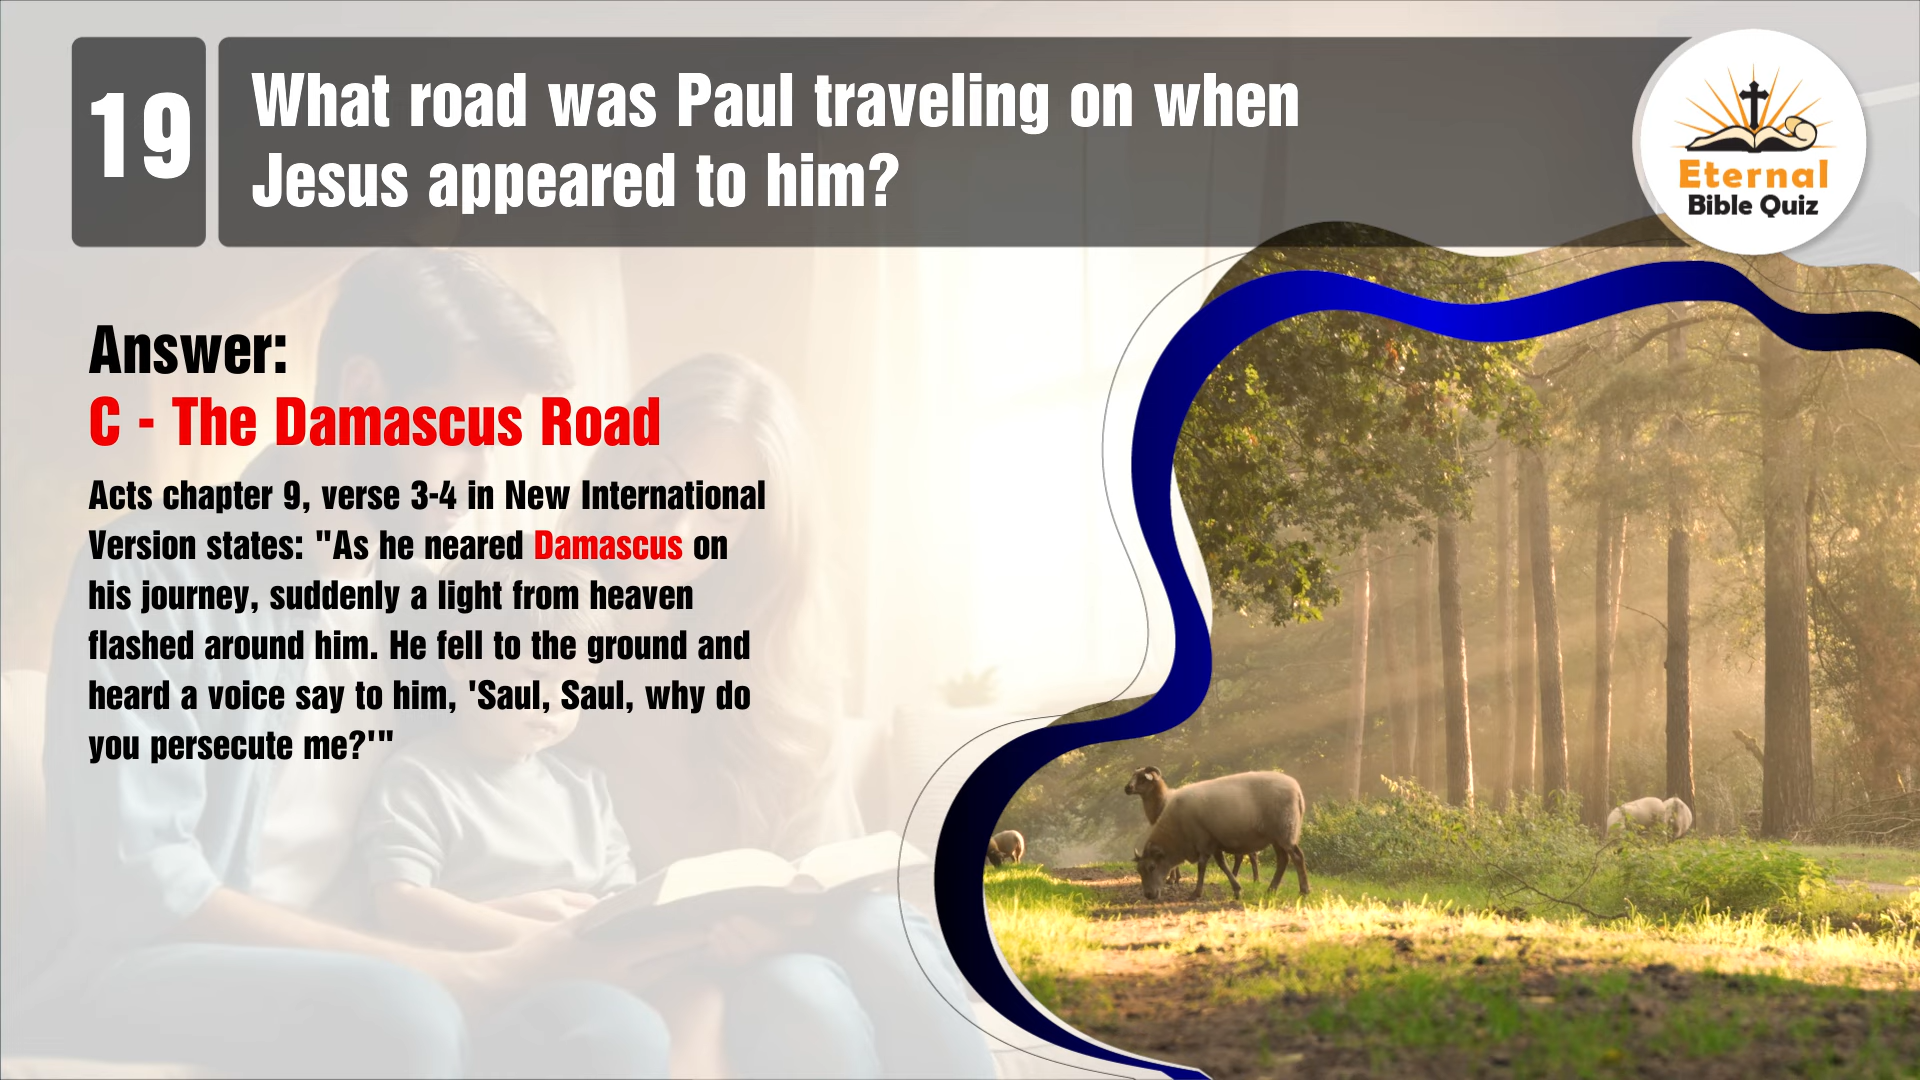 19
What road was Paul traveling on when
Jesus appeared to him?
Eternal
Bible Quiz
Answer:
C - The Damascus Road
Acts chapter 9, verse 3-4 in New International
Version states: "As he neared Damascus on
his journey, suddenly a light from heaven
flashed around him. He fell to the ground and
heard a voice say to him, 'Saul, Saul, why do
you persecute me?'"